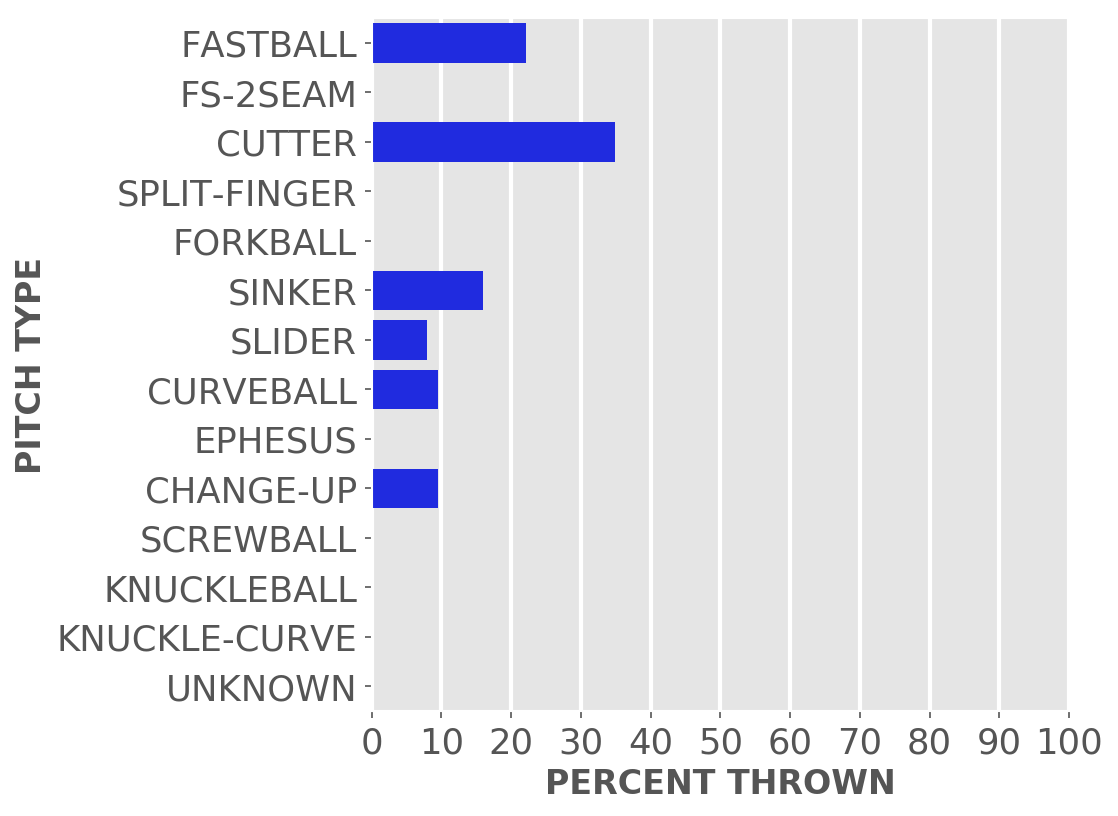 FASTBALL
FS-2SEAM
CUTTER
SPLIT-FINGER
FORKBALL
SINKER
SLIDER
CURVEBALL
EPHESUS
CHANGE-UP
SCREWBALL
KNUCKLEBALL
KNUCKLE-CURVE
UNKNOWN
PITCH TYPE
0 10 20 30 40 50 60 70 80 90 100
PERCENT THROWN